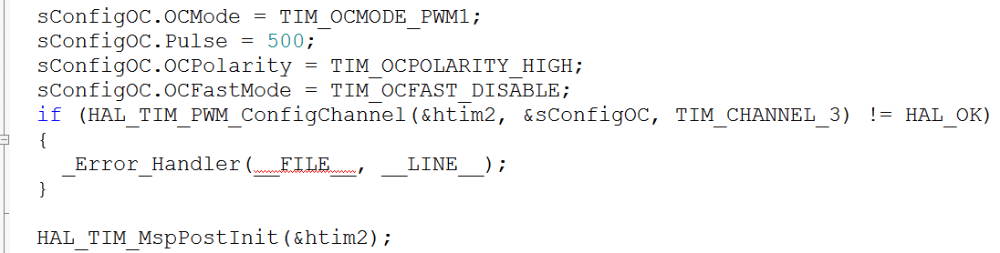 sConfigOC.OCMode = TIM_OCMODE_PWM1;
sConfigOC.Pulse = 500;
sConfigOC.OCPolarity = TIM_OCPOLARITY_HIGH;
sConfigOC.OCFastMode = TIM_OCFAST_DISABLE;
if (HAL_TIM_PWM_ConfigChannel(&htim2, &sConfigOC, TIM_CHANNEL_3) != HAL_OK)
{
  _Error_Handler(__FILE__, __LINE__);
}
HAL_TIM_MspPostInit(&htim2);